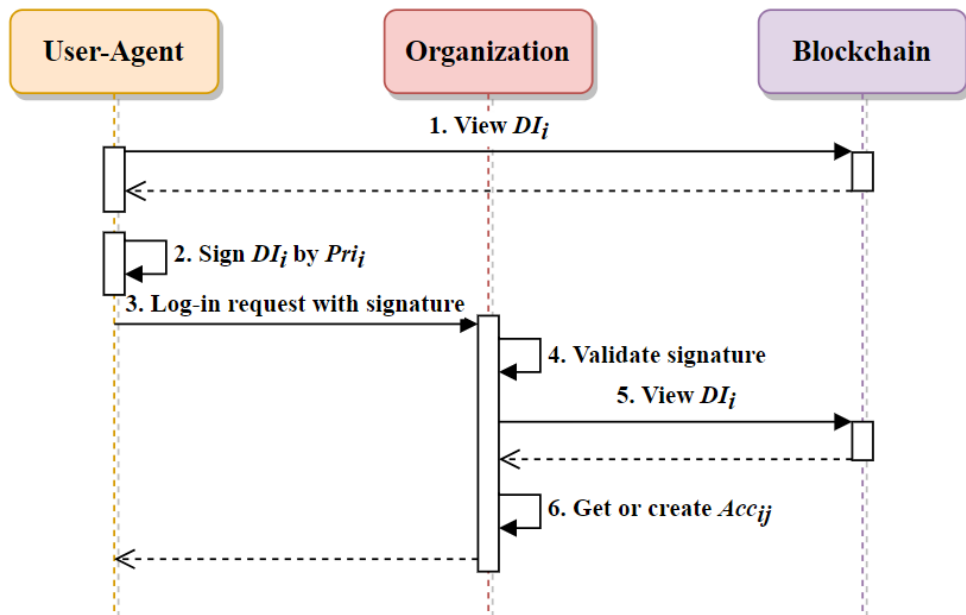 User-Agent
Organization
Blockchain
1. View DIi
2. Sign DIi by Prii
3. Log-in request with signature
4. Validate signature
5. View DIi
6. Get or create Accij